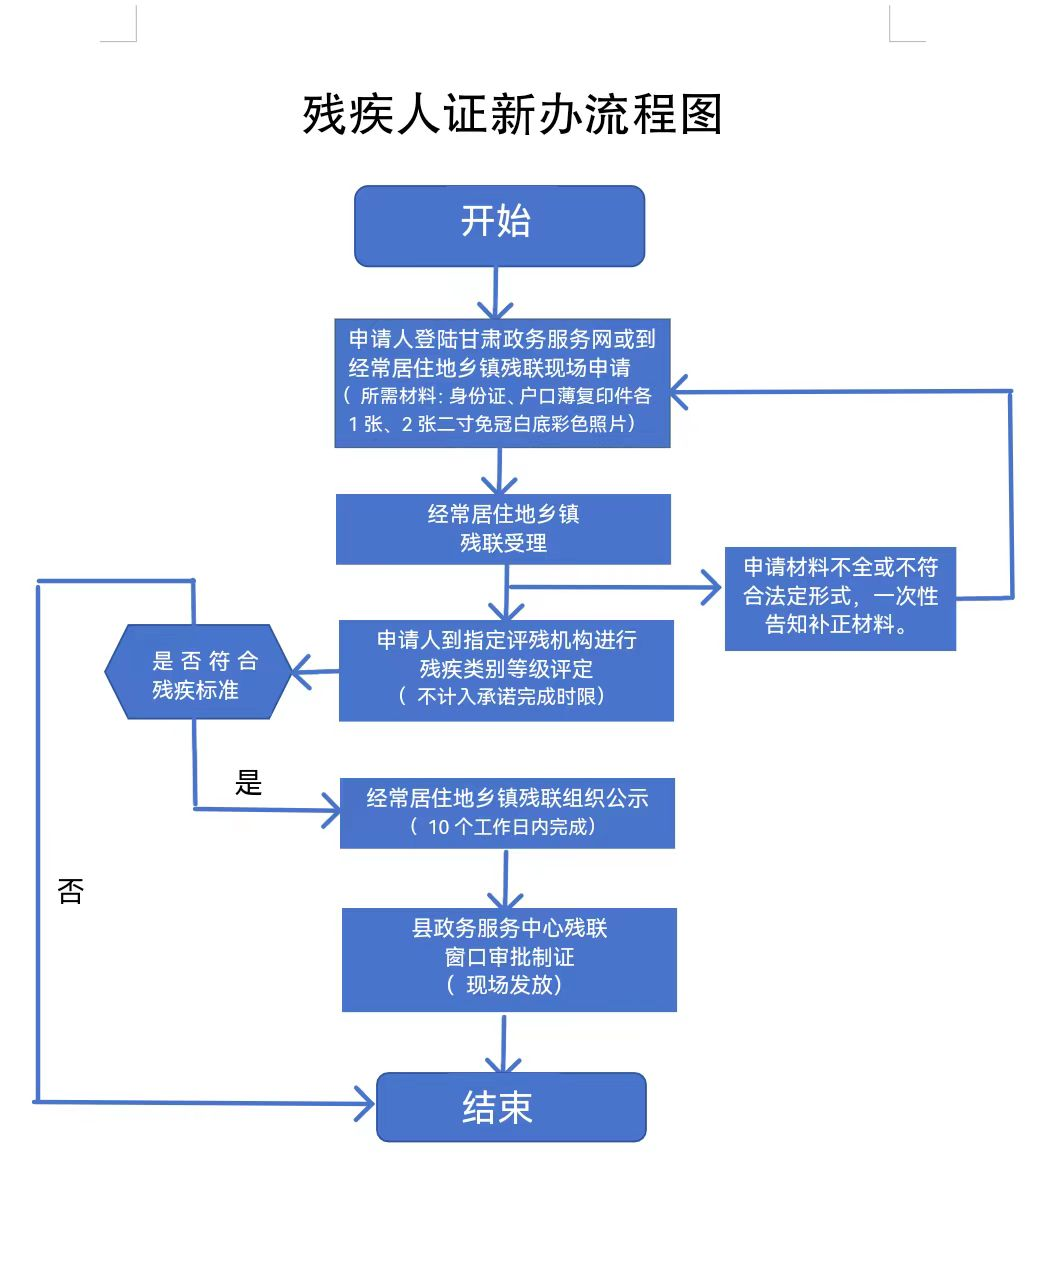 残疾人证新办流程图
开始
申请人登陆甘肃政务服务网或到
经常居住地乡镇残联现场申请
（ 所需材料：身份证、户口薄复印件各
1 张、2 张二寸免冠白底彩色照片）
经常居住地乡镇
残联受理
申请材料不全或不符
合法定形式，一次性
告知补正材料。
申请人到指定评残机构进行
残疾类别等级评定
（ 不计入承诺完成时限）
是 否 符 合
残疾标准
是
经常居住地乡镇残联组织公示
（ 10 个工作日内完成）
否
县政务服务中心残联
窗口审批制证
（ 现场发放）
结束